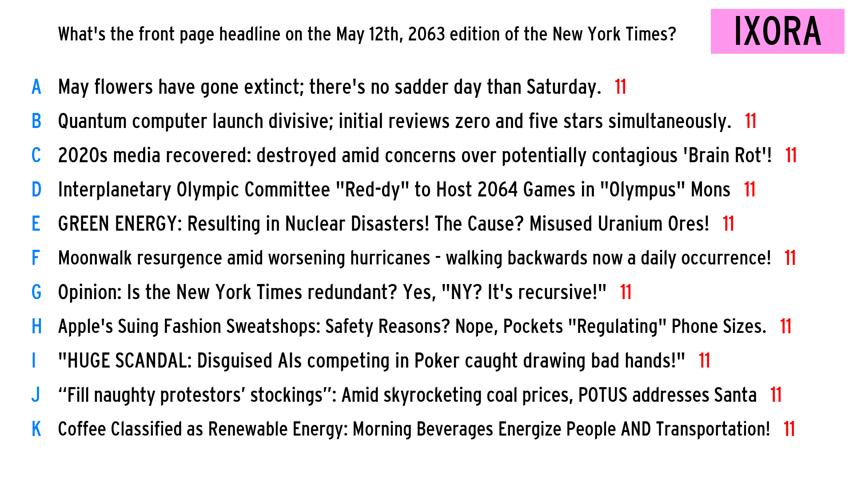 What's the front page headline on the May 12th, 2063 edition of the New York Times?
IXORA
A May flowers have gone extinct; there's no sadder day than Saturday. 11
B Quantum computer launch divisive; initial reviews zero and five stars simultaneously. 11
C 2020s media recovered: destroyed amid concerns over potentially contagious 'Brain Rot'! 11
D Interplanetary Olympic Committee "Red-dy" to Host 2064 Games in "Olympus" Mons 11
E GREEN ENERGY: Resulting in Nuclear Disasters! The Cause? Misused Uranium Ores! 11
F Moonwalk resurgence amid worsening hurricanes - walking backwards now a daily occurrence! 11
G Opinion: Is the New York Times redundant? Yes, "NY? It's recursive!" 11
H Apple's Suing Fashion Sweatshops: Safety Reasons? Nope, Pockets "Regulating" Phone Sizes. 11
I "HUGE SCANDAL: Disguised AIs competing in Poker caught drawing bad hands!" 11
J “Fill naughty protestors’ stockings”: Amid skyrocketing coal prices, POTUS addresses Santa 11
K Coffee Classified as Renewable Energy: Morning Beverages Energize People AND Transportation! 11